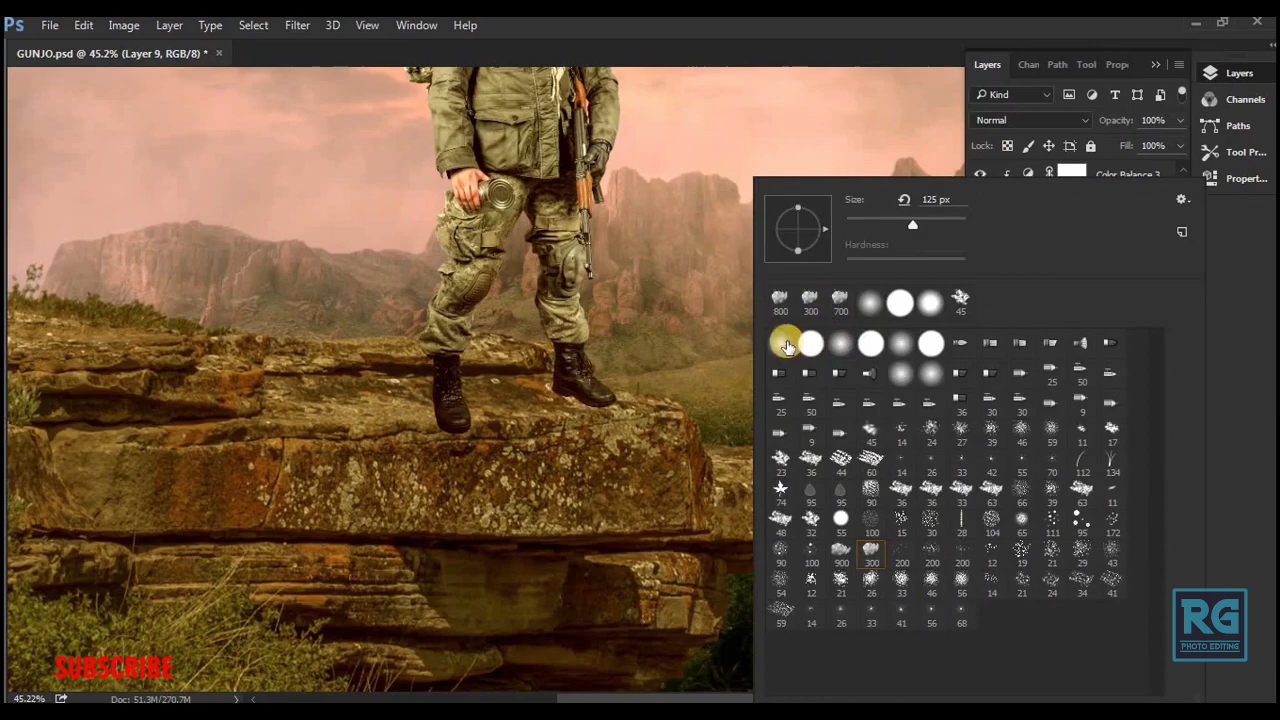 Ps File Edit Image Layer Type Select Filter 3D View Window Help
GUNJO.psd @ 45.2% (Layer 9, RGB/8) * ×
Layers Chan Path Tool Prop
Kind
Normal Opacity: 100%
Lock: Fill: 100%
Color Balance 3
Layers
Channels
Paths
Tool Pr...
Propert...
Size: 125 px
Hardness:
800 300 700 45
25 50
25 50 36 30 30 9
9 45 14 24 27 39 46 59 11 17
23 36 44 60 14 26 33 42 55 70 112 134
74 95 95 90 36 36 33 63 66 39 63 11
48 32 55 100 15 30 28 104 65 111 95 172
90 100 900 300 200 200 200 12 19 21 29 43
54 12 21 26 33 46 56 14 21 24 34 41
59 14 26 33 41 56 68
RG
PHOTO EDITING
SUBSCRIBE
45.22% Doc: 51.3M/270.7M